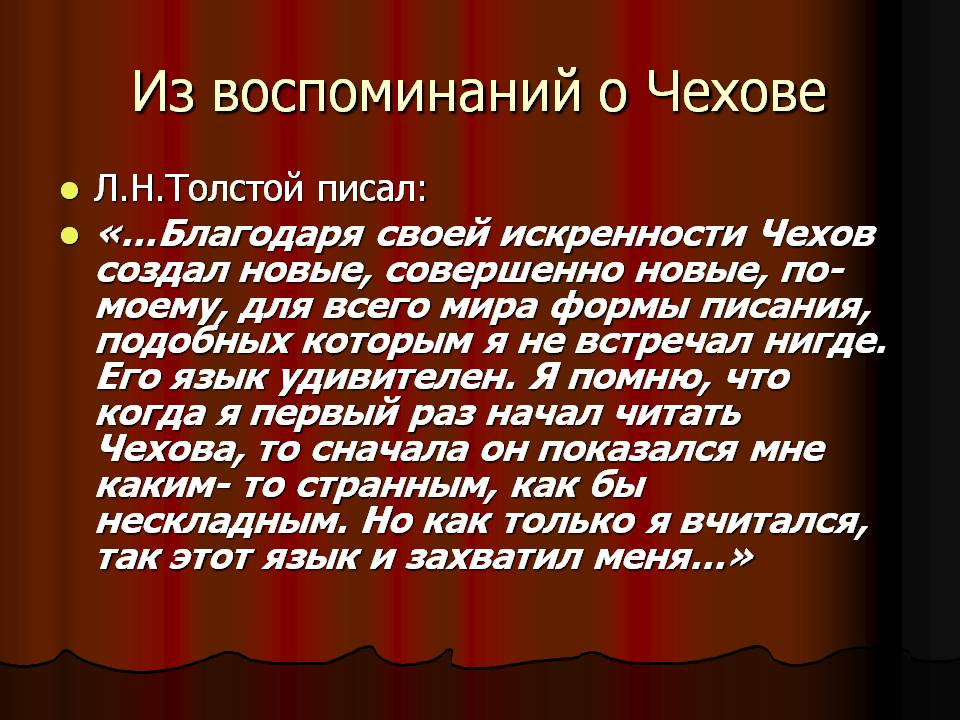 Из воспоминаний о Чехове
Л.Н.Толстой писал:
«…Благодаря своей искренности Чехов
создал новые, совершенно новые, по-
моему, для всего мира формы писания,
подобных которым я не встречал нигде.
Его язык удивителен. Я помню, что
когда я первый раз начал читать
Чехова, то сначала он показался мне
каким- то странным, как бы
нескладным. Но как только я вчитался,
так этот язык и захватил меня…»